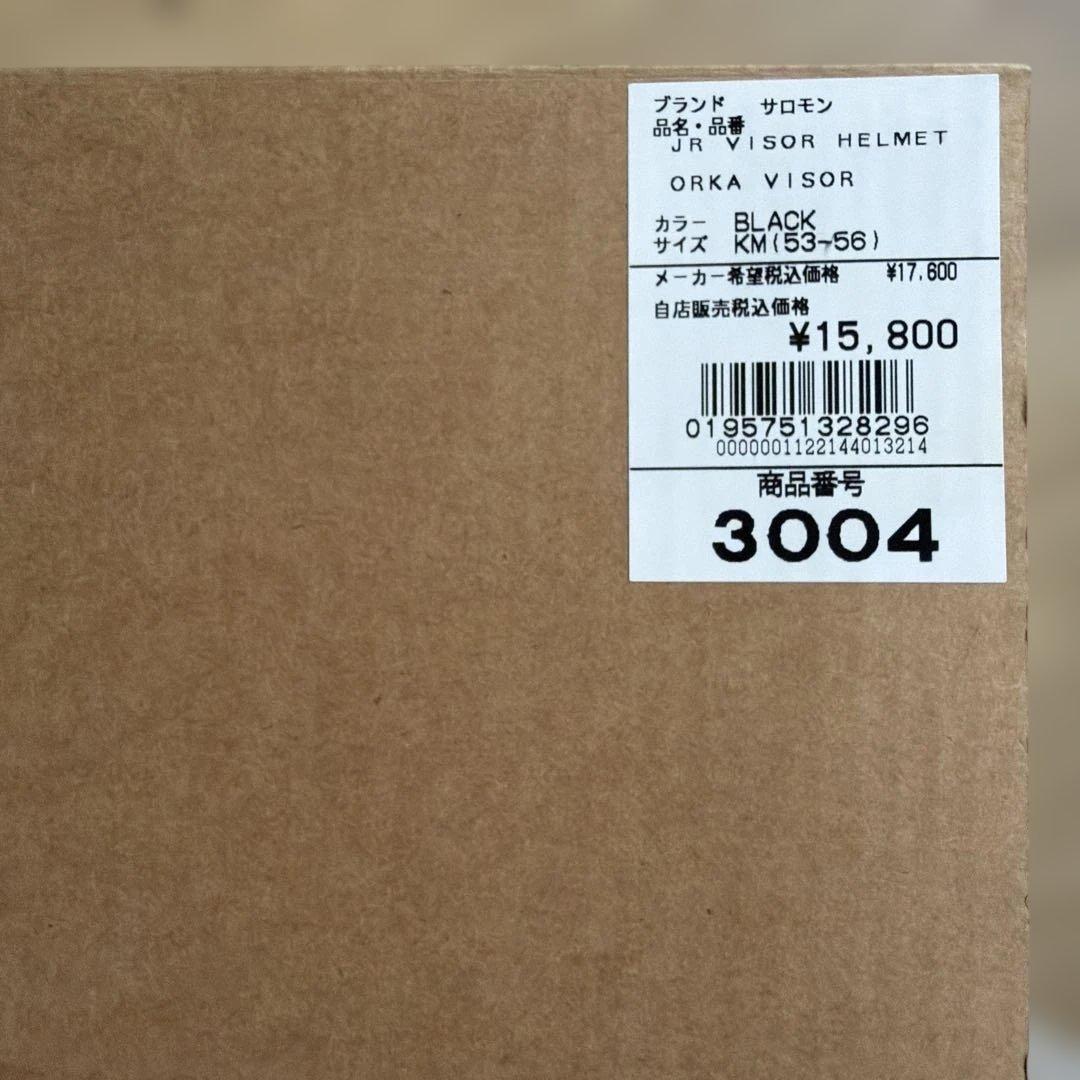 ブランド サロモン
品名・品番
JR VISOR HELMET
ORKA VISOR
カラー BLACK
サイズ KM(53-56)
メーカー希望税込価格 ¥17,600
自店販売税込価格
¥15,800
0195751328296
0000001122144013214
商品番号
3004